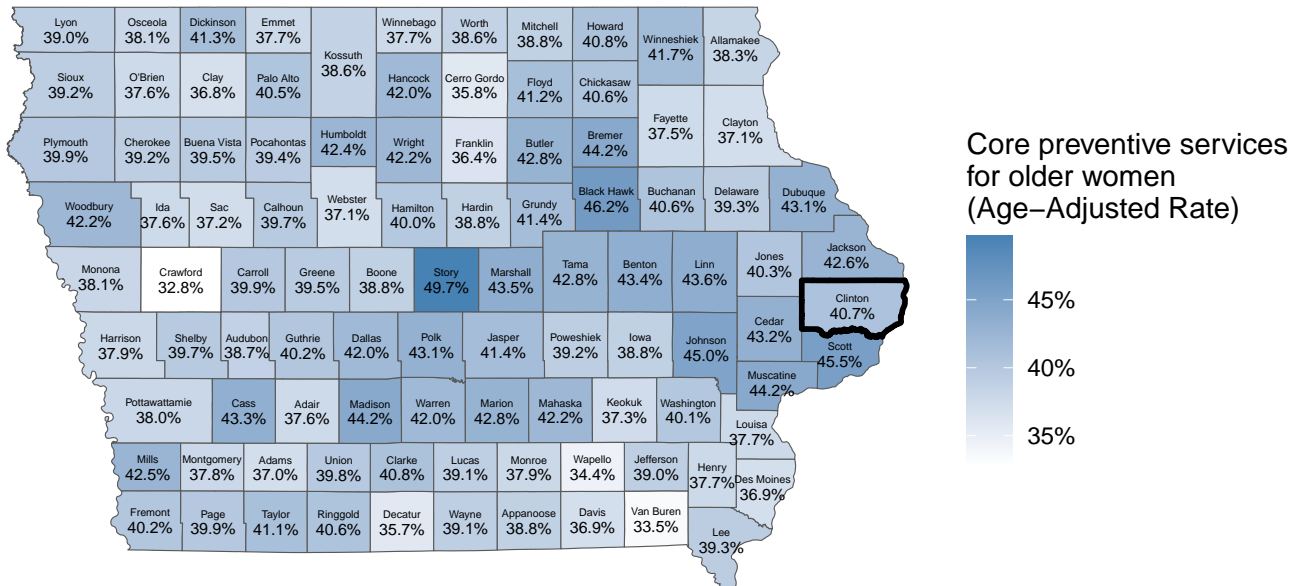 Lyon
39.0%
Osceola
38.1%
Dickinson
41.3%
Emmet
37.7%
Kossuth
38.6%
Winnebago
37.7%
Worth
38.6%
Mitchell
38.8%
Howard
40.8%
Winneshiek
41.7%
Allamakee
38.3%
Sioux
39.2%
O'Brien
37.6%
Clay
36.8%
Palo Alto
40.5%
Hancock
42.0%
Cerro Gordo
35.8%
Floyd
41.2%
Chickasaw
40.6%
Fayette
37.5%
Clayton
37.1%
Plymouth
39.9%
Cherokee
39.2%
Buena Vista
39.5%
Pocahontas
39.4%
Humboldt
42.4%
Wright
42.2%
Franklin
36.4%
Butler
42.8%
Bremer
44.2%
Woodbury
42.2%
Ida
37.6%
Sac
37.2%
Calhoun
39.7%
Webster
37.1%
Hamilton
40.0%
Hardin
38.8%
Grundy
41.4%
Black Hawk
46.2%
Buchanan
40.6%
Delaware
39.3%
Dubuque
43.1%
Monona
38.1%
Crawford
32.8%
Carroll
39.9%
Greene
39.5%
Boone
38.8%
Story
49.7%
Marshall
43.5%
Tama
42.8%
Benton
43.4%
Linn
43.6%
Jones
40.3%
Jackson
42.6%
Clinton
40.7%
Harrison
37.9%
Shelby
39.7%
Audubon
38.7%
Guthrie
40.2%
Dallas
42.0%
Polk
43.1%
Jasper
41.4%
Poweshiek
39.2%
Iowa
38.8%
Johnson
45.0%
Cedar
43.2%
Scott
45.5%
Muscatine
44.2%
Pottawattamie
38.0%
Cass
43.3%
Adair
37.6%
Madison
44.2%
Warren
42.0%
Marion
42.8%
Mahaska
42.2%
Keokuk
37.3%
Washington
40.1%
Louisa
37.7%
Mills
42.5%
Montgomery
37.8%
Adams
37.0%
Union
39.8%
Clarke
40.8%
Lucas
39.1%
Monroe
37.9%
Wapello
34.4%
Jefferson
39.0%
Henry
37.7%
Des Moines
36.9%
Fremont
40.2%
Page
39.9%
Taylor
41.1%
Ringgold
40.6%
Decatur
35.7%
Wayne
39.1%
Appanoose
38.8%
Davis
36.9%
Van Buren
33.5%
Lee
39.3%
Core preventive services
for older women
(Age−Adjusted Rate)
45%
40%
35%